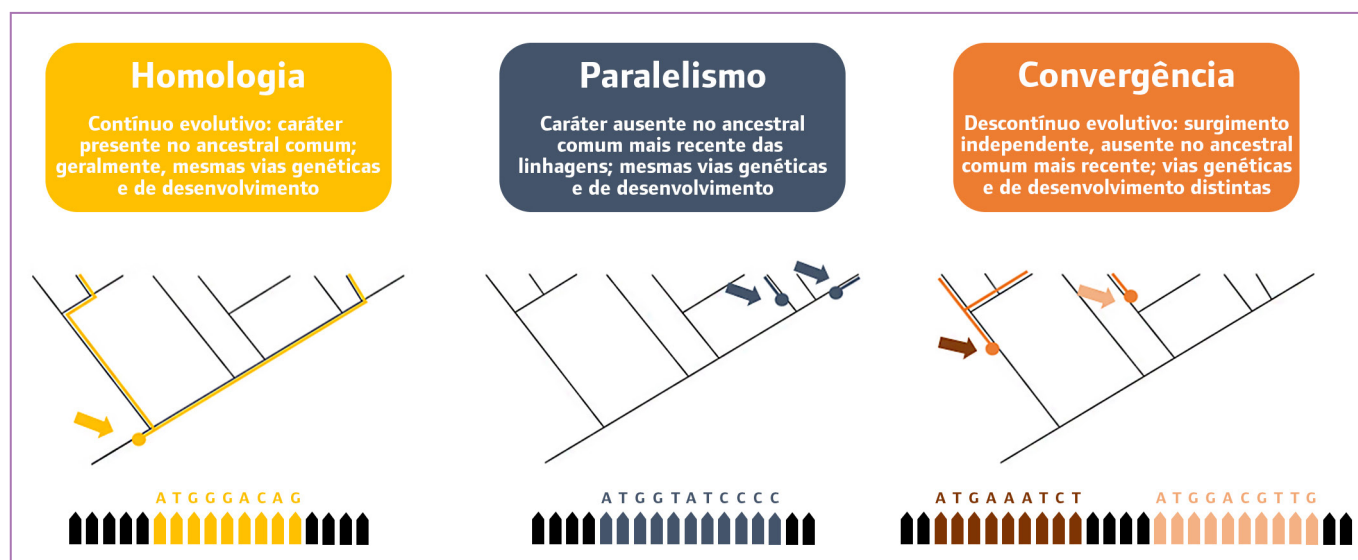 Homologia
Contínuo evolutivo: caráter
presente no ancestral comum;
geralmente, mesmas vias genéticas
e de desenvolvimento
Paralelismo
Caráter ausente no ancestral
comum mais recente das
linhagens; mesmas vias genéticas
e de desenvolvimento
Convergência
Descontínuo evolutivo: surgimento
independente, ausente no ancestral
comum mais recente; vias genéticas
e de desenvolvimento distintas
A T G G G A C A G
A T G G T A T C C C C
A T G A A A T C T
A T G G A C G T T G